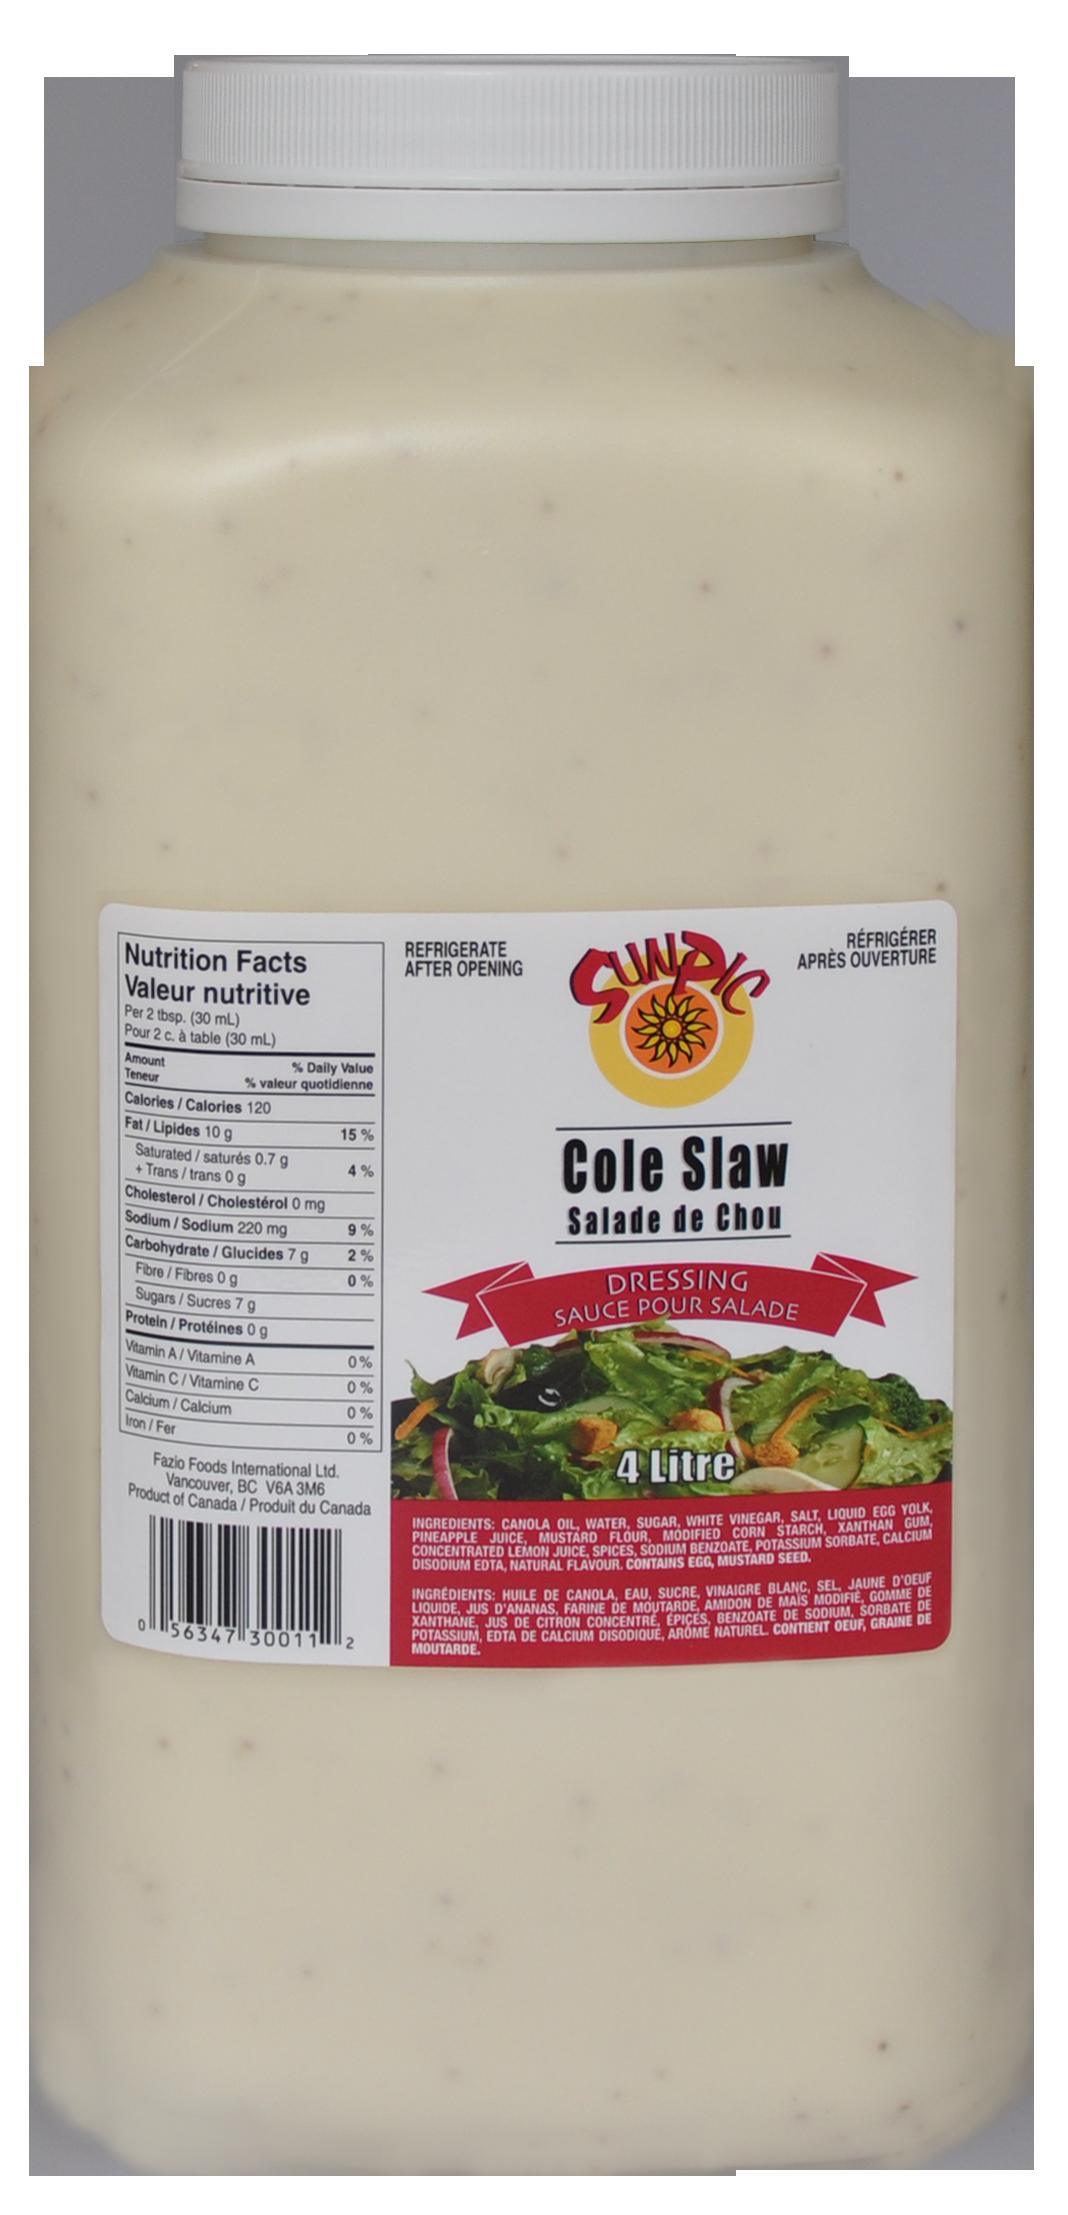 Nutrition Facts
Valeur nutritive
Per 2 tbsp. (30 mL)
Pour 2 c. à table (30 mL)
Amount
Teneur
% Daily Value
% valeur quotidienne
Calories / Calories 120
Fat / Lipides 10 g 15 %
Saturated / saturés 0.7 g
+ Trans / trans 0 g 4 %
Cholesterol / Cholestérol 0 mg
Sodium / Sodium 220 mg 9 %
Carbohydrate / Glucides 7 g 2 %
Fibre / Fibres 0 g 0 %
Sugars / Sucres 7 g
Protein / Protéines 0 g
Vitamin A / Vitamine A 0 %
Vitamin C / Vitamine C 0 %
Calcium / Calcium 0 %
Iron / Fer 0 %
Fazio Foods International Ltd.
Vancouver, BC V6A 3M6
Product of Canada / Produit du Canada
0 56347 30011 2
REFRIGERATE
AFTER OPENING
SUNPIC
RÉFRIGÉRER
APRÈS OUVERTURE
Cole Slaw
Salade de Chou
DRESSING
SAUCE POUR SALADE
4 Litre
INGREDIENTS: CANOLA OIL, WATER, SUGAR, WHITE VINEGAR, SALT, LIQUID EGG YOLK,
PINEAPPLE JUICE, MUSTARD FLOUR, MODIFIED CORN STARCH, XANTHAN GUM,
CONCENTRATED LEMON JUICE, SPICES, SODIUM BENZOATE, POTASSIUM SORBATE, CALCIUM
DISODIUM EDTA, NATURAL FLAVOUR. CONTAINS EGG, MUSTARD SEED.
INGRÉDIENTS: HUILE DE CANOLA, EAU, SUCRE, VINAIGRE BLANC, SEL, JAUNE D'OEUF
LIQUIDE, JUS D'ANANAS, FARINE DE MOUTARDE, AMIDON DE MAÏS MODIFIÉ, GOMME DE
XANTHANE, JUS DE CITRON CONCENTRÉ, ÉPICES, BENZOATE DE SODIUM, SORBATE DE
POTASSIUM, EDTA DE CALCIUM DISODIQUE, ARÔME NATUREL. CONTIENT OEUF, GRAINE DE
MOUTARDE.